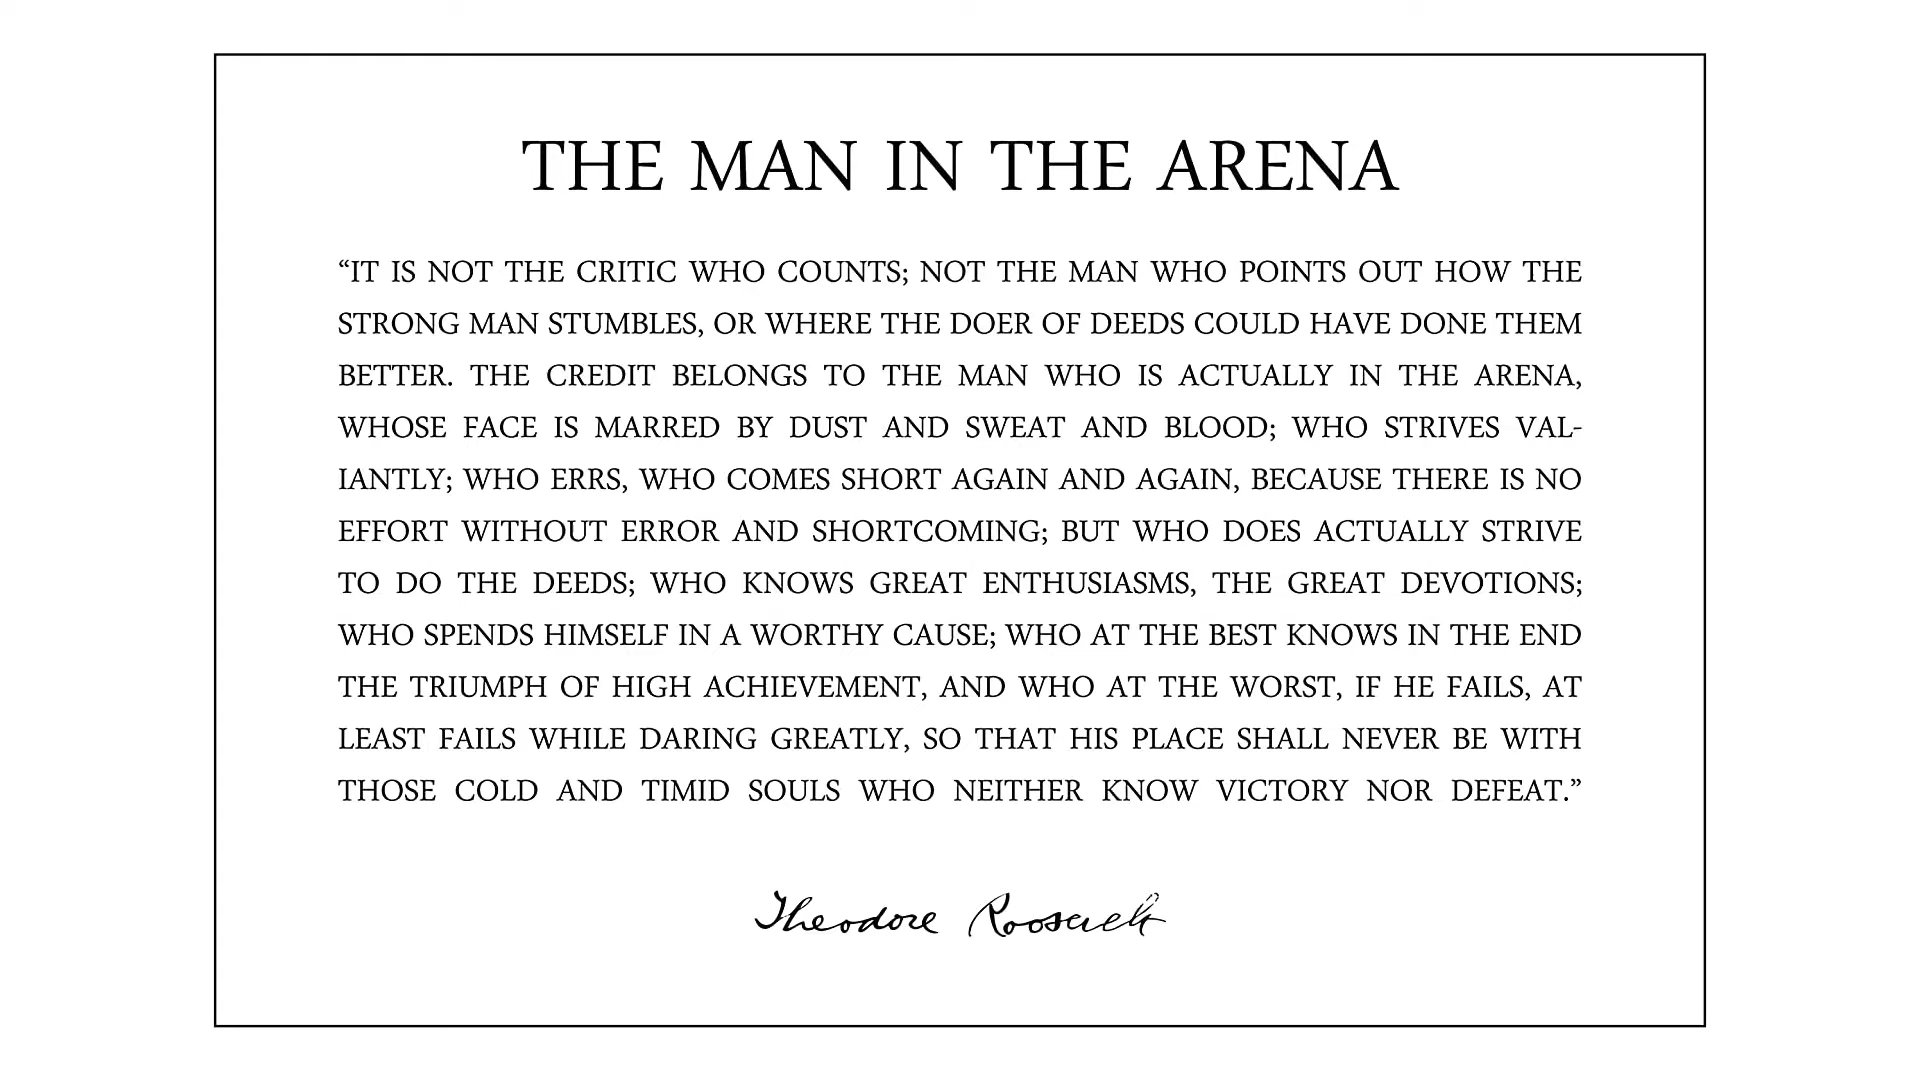 THE MAN IN THE ARENA
“IT IS NOT THE CRITIC WHO COUNTS; NOT THE MAN WHO POINTS OUT HOW THE
STRONG MAN STUMBLES, OR WHERE THE DOER OF DEEDS COULD HAVE DONE THEM
BETTER. THE CREDIT BELONGS TO THE MAN WHO IS ACTUALLY IN THE ARENA,
WHOSE FACE IS MARRED BY DUST AND SWEAT AND BLOOD; WHO STRIVES VAL-
IANTLY; WHO ERRS, WHO COMES SHORT AGAIN AND AGAIN, BECAUSE THERE IS NO
EFFORT WITHOUT ERROR AND SHORTCOMING; BUT WHO DOES ACTUALLY STRIVE
TO DO THE DEEDS; WHO KNOWS GREAT ENTHUSIASMS, THE GREAT DEVOTIONS;
WHO SPENDS HIMSELF IN A WORTHY CAUSE; WHO AT THE BEST KNOWS IN THE END
THE TRIUMPH OF HIGH ACHIEVEMENT, AND WHO AT THE WORST, IF HE FAILS, AT
LEAST FAILS WHILE DARING GREATLY, SO THAT HIS PLACE SHALL NEVER BE WITH
THOSE COLD AND TIMID SOULS WHO NEITHER KNOW VICTORY NOR DEFEAT.”
Theodore Roosevelt